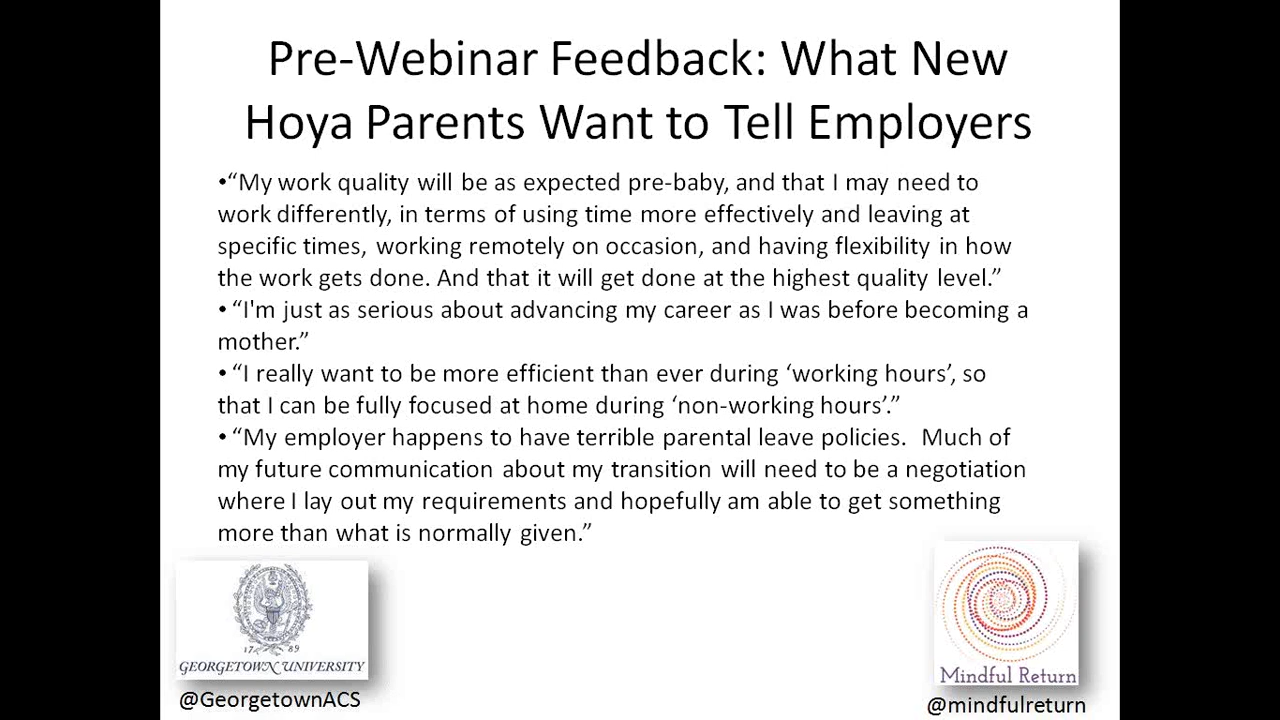 Pre-Webinar Feedback: What New
Hoya Parents Want to Tell Employers
•“My work quality will be as expected pre-baby, and that I may need to
work differently, in terms of using time more effectively and leaving at
specific times, working remotely on occasion, and having flexibility in how
the work gets done. And that it will get done at the highest quality level.”
• “I'm just as serious about advancing my career as I was before becoming a
mother.”
• “I really want to be more efficient than ever during ‘working hours’, so
that I can be fully focused at home during ‘non-working hours’.”
• “My employer happens to have terrible parental leave policies.  Much of
my future communication about my transition will need to be a negotiation
where I lay out my requirements and hopefully am able to get something
more than what is normally given.”
17 89
GEORGETOWN UNIVERSITY
@GeorgetownACS
Mindful Return
@mindfulreturn